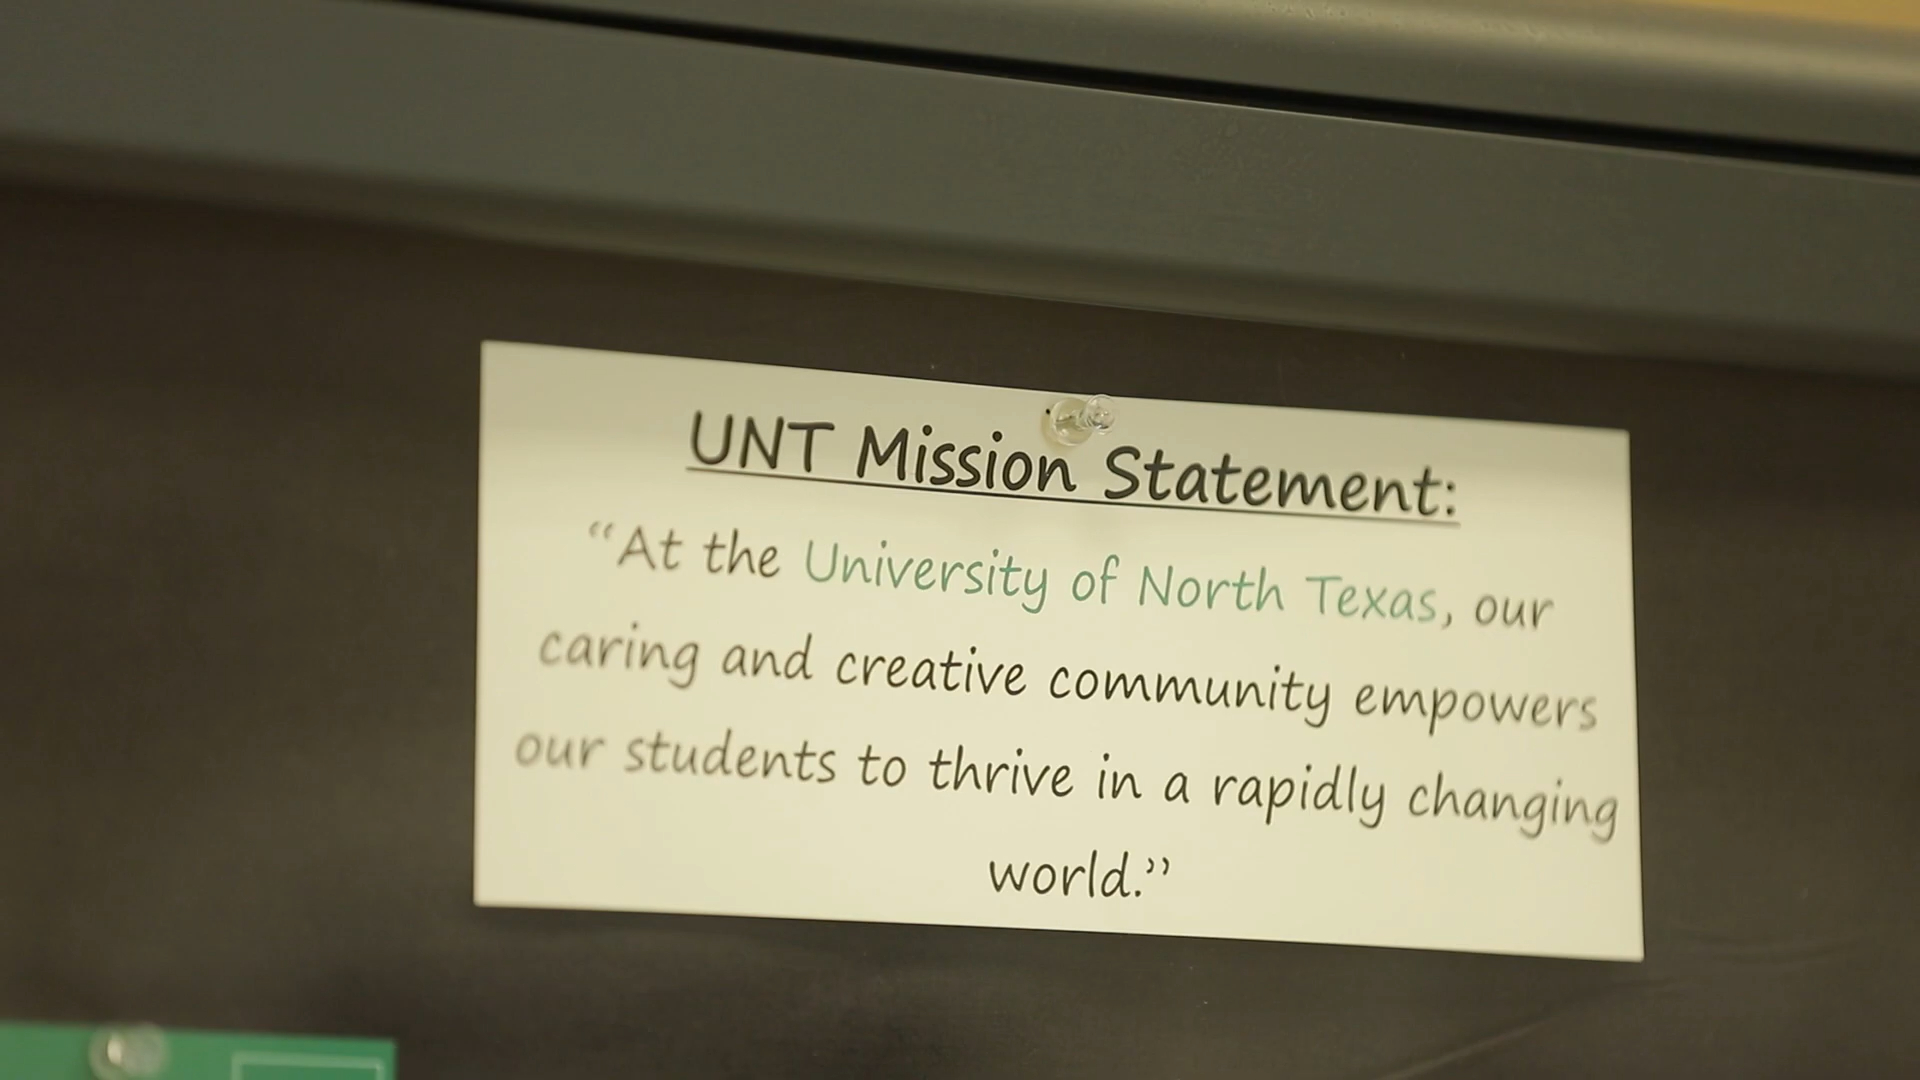 UNT Mission Statement:
“At the University of North Texas, our
caring and creative community empowers
our students to thrive in a rapidly changing
world.”